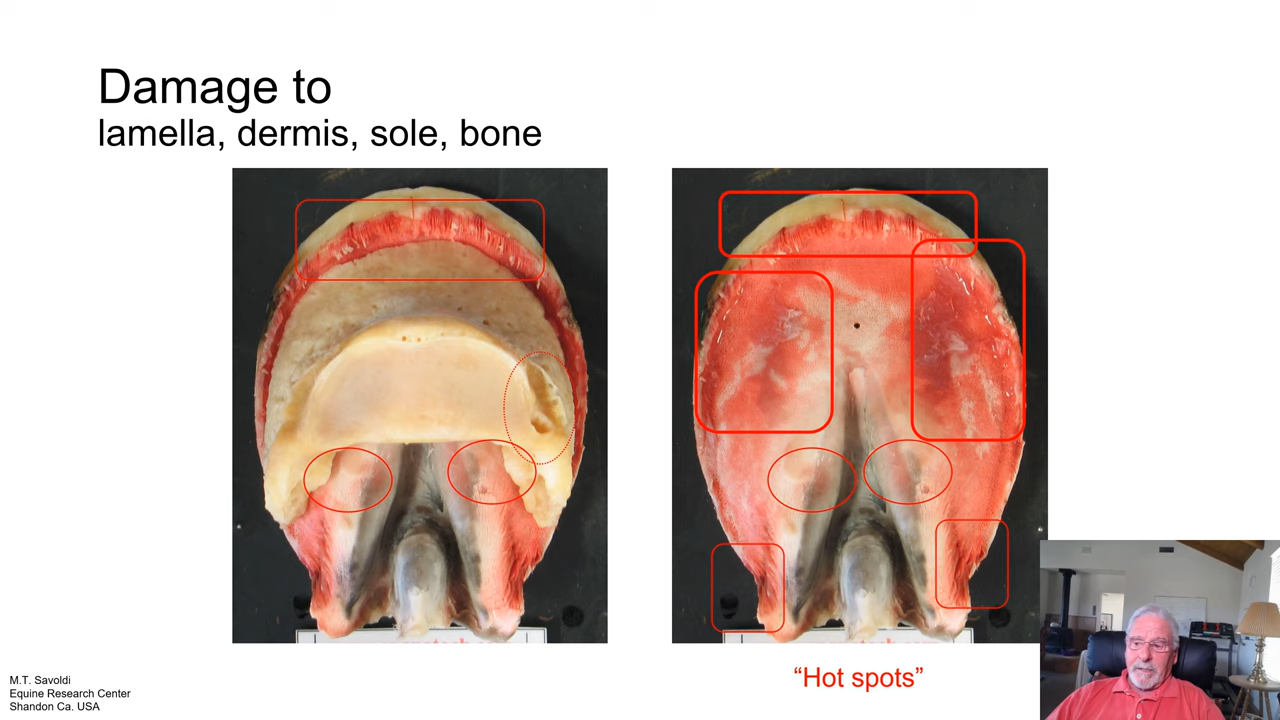 Damage to
lamella, dermis, sole, bone
“Hot spots”
M.T. Savoldi
Equine Research Center
Shandon Ca. USA